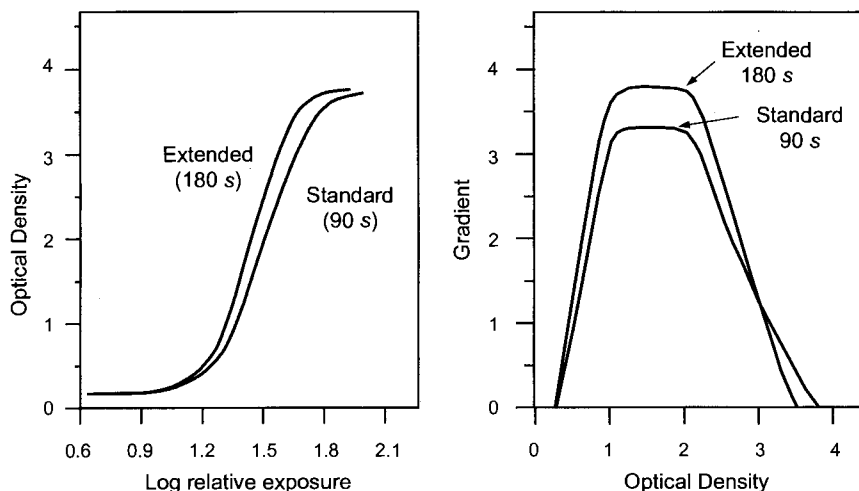 Optical Density
4
3
2
1
0
0.6 0.9 1.2 1.5 1.8 2.1
Log relative exposure
Extended
(180 s)
Standard
(90 s)
Gradient
4
3
2
1
0
0 1 2 3 4
Optical Density
Extended
180 s
Standard
90 s